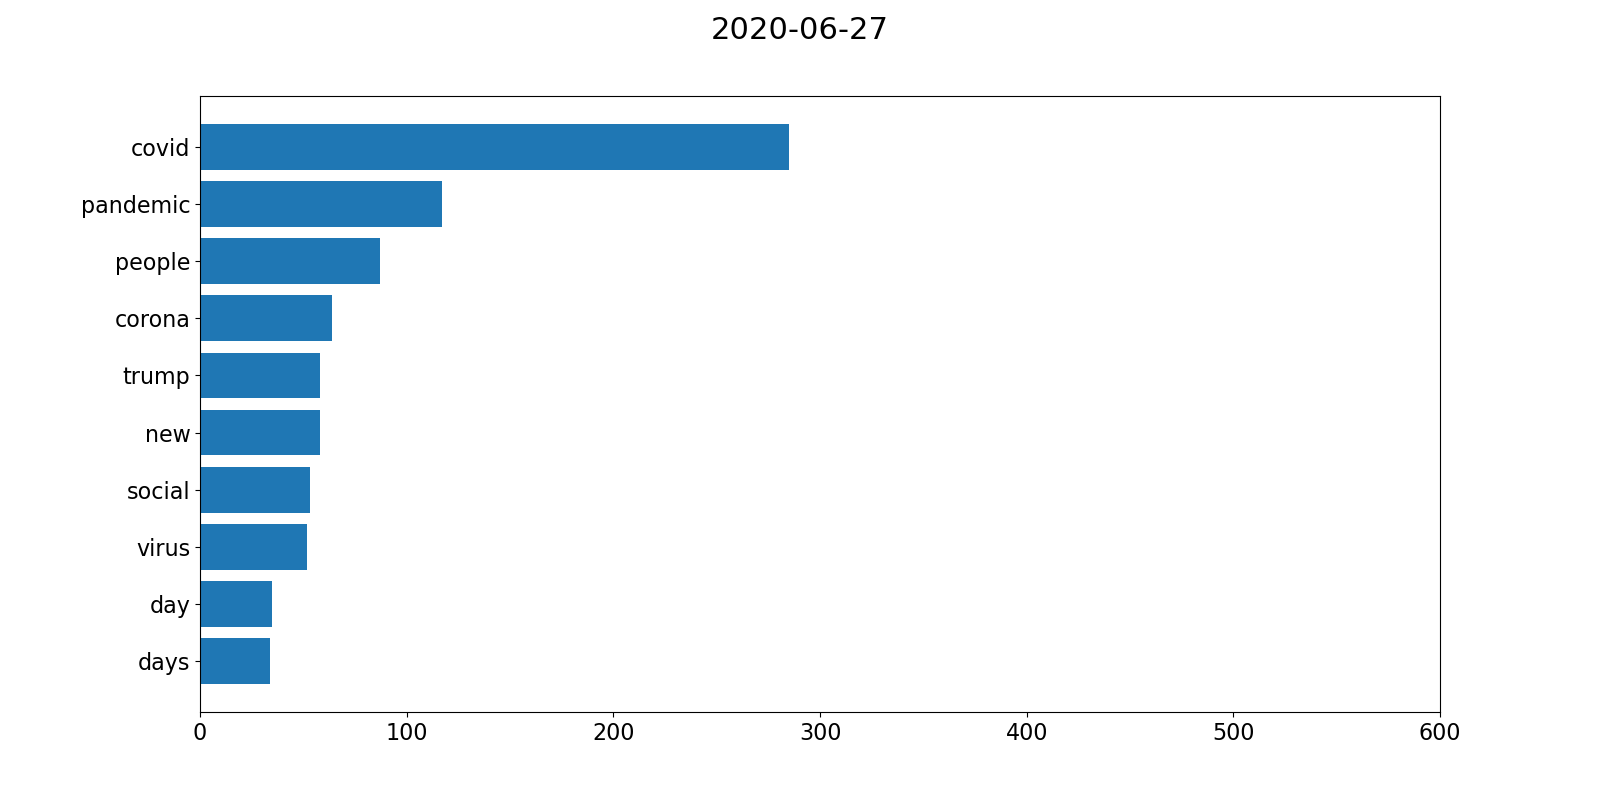 2020-06-27
covid
pandemic
people
corona
trump
new
social
virus
day
days
0 100 200 300 400 500 600